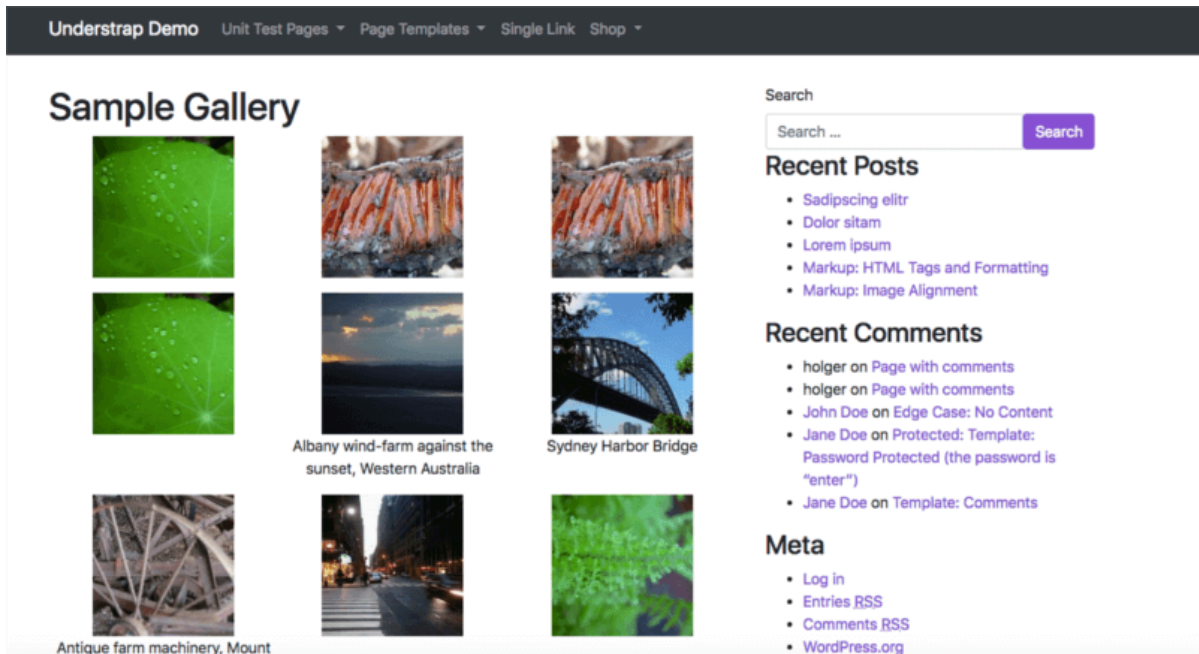 Understrap Demo Unit Test Pages Page Templates Single Link Shop
Sample Gallery
Albany wind-farm against the
sunset, Western Australia
Sydney Harbor Bridge
Antique farm machinery, Mount
Search
Search ... Search
Recent Posts
Sadipscing elitr
Dolor sitam
Lorem ipsum
Markup: HTML Tags and Formatting
Markup: Image Alignment
Recent Comments
holger on Page with comments
holger on Page with comments
John Doe on Edge Case: No Content
Jane Doe on Protected: Template:
Password Protected (the password is
“enter”)
Jane Doe on Template: Comments
Meta
Log in
Entries RSS
Comments RSS
WordPress.org